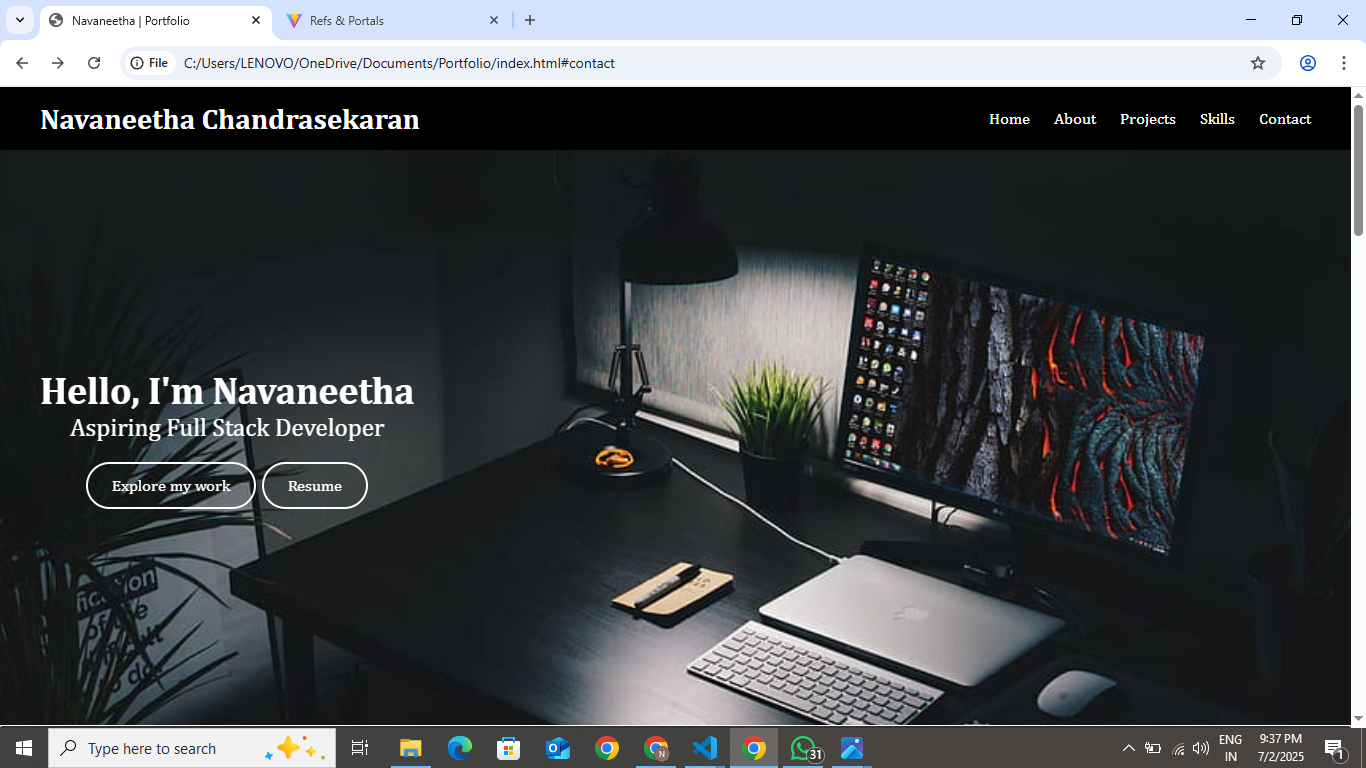 Navaneetha | Portfolio
Refs & Portals
File
C:/Users/LENOVO/OneDrive/Documents/Portfolio/index.html#contact
Navaneetha Chandrasekaran
Home
About
Projects
Skills
Contact
Hello, I'm Navaneetha
Aspiring Full Stack Developer
Explore my work
Resume
Type here to search
N
31
ENG
IN
9:37 PM
7/2/2025
1